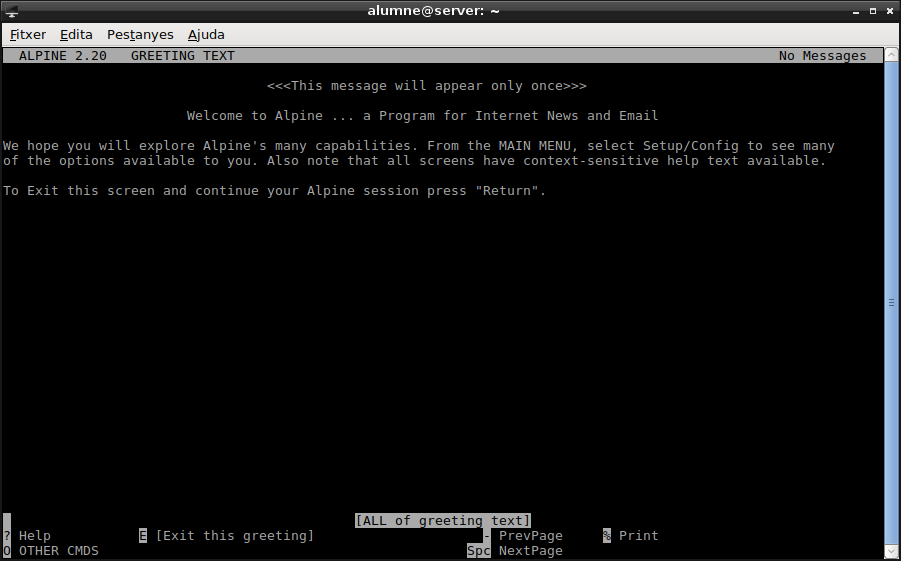 alumne@server: ~
Fitxer Edita Pestanyes Ajuda
ALPINE 2.20 GREETING TEXT No Messages
<<<This message will appear only once>>>
Welcome to Alpine ... a Program for Internet News and Email
We hope you will explore Alpine's many capabilities. From the MAIN MENU, select Setup/Config to see many
of the options available to you. Also note that all screens have context-sensitive help text available.
To Exit this screen and continue your Alpine session press "Return".
[ALL of greeting text]
? Help E [Exit this greeting] - PrevPage % Print
O OTHER CMDS Spc NextPage